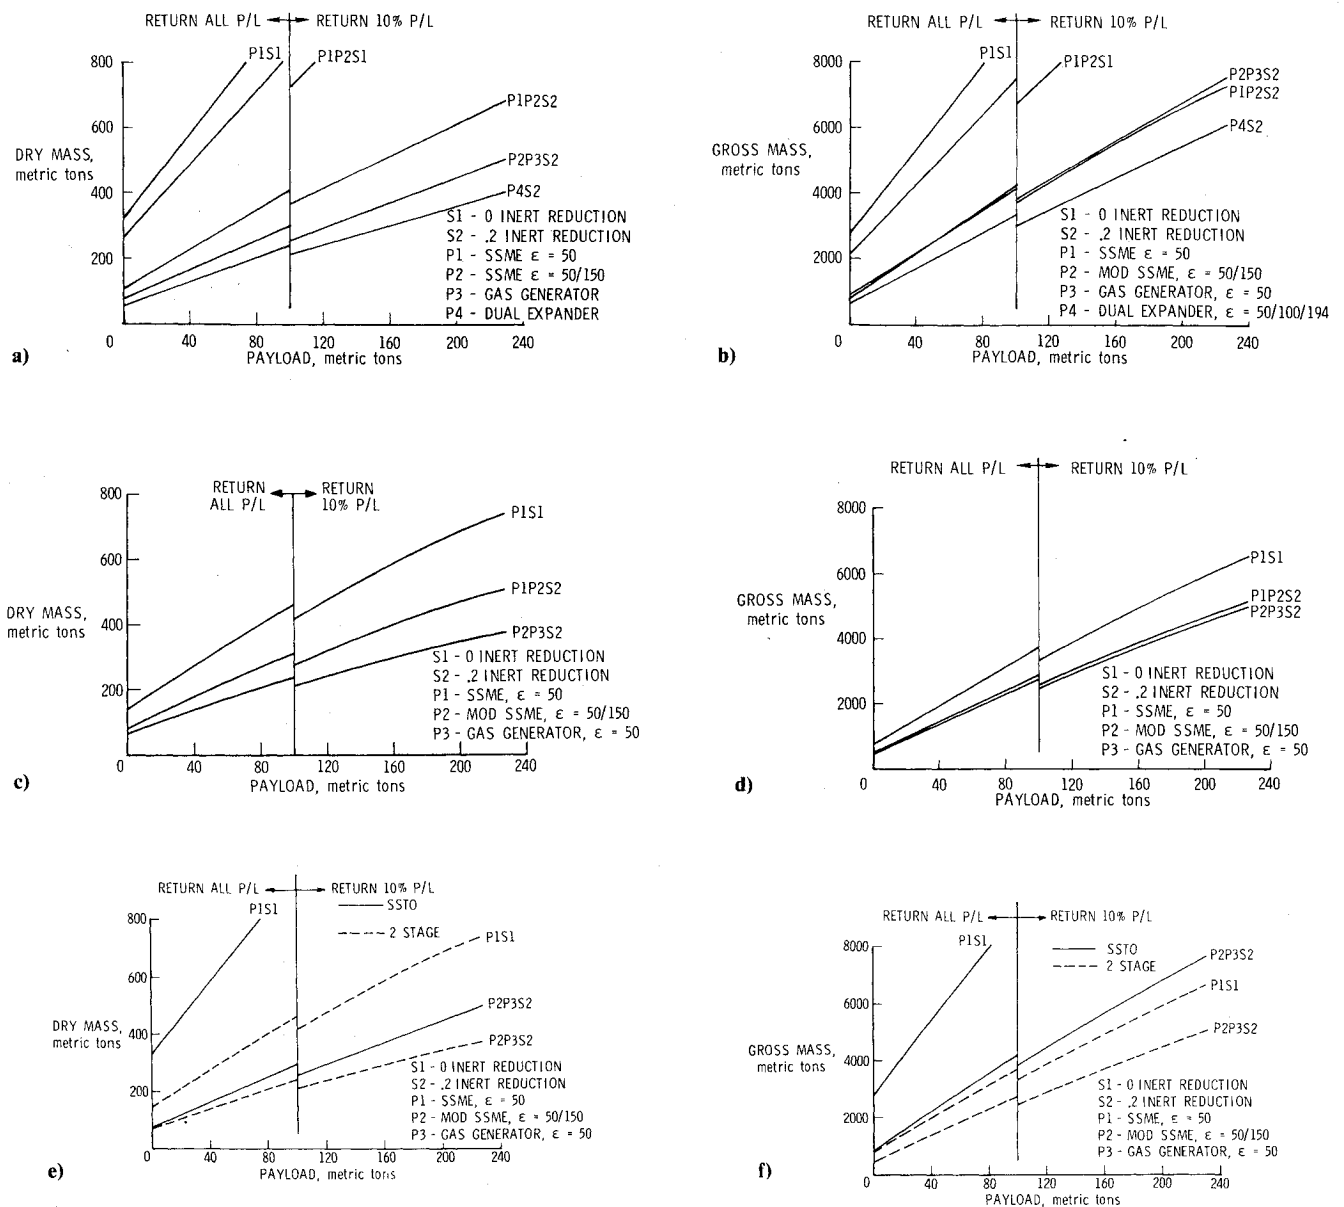 RETURN ALL P/L RETURN 10% P/L
P1S1
P1P2S1
800
600
400
200
DRY MASS,
metric tons
P1P2S2
P2P3S2
P4S2
S1 - 0 INERT REDUCTION
S2 - .2 INERT REDUCTION
P1 - SSME ε = 50
P2 - SSME ε = 50/150
P3 - GAS GENERATOR
P4 - DUAL EXPANDER
0 40 80 120 160 200 240
PAYLOAD, metric tons
a)
RETURN ALL P/L RETURN 10% P/L
P1S1
P1P2S1
8000
6000
4000
2000
GROSS MASS,
metric tons
P2P3S2
P1P2S2
P4S2
S1 - 0 INERT REDUCTION
S2 - .2 INERT REDUCTION
P1 - SSME ε = 50
P2 - MOD SSME, ε = 50/150
P3 - GAS GENERATOR, ε = 50
P4 - DUAL EXPANDER, ε = 50/100/194
0 40 80 120 160 200 240
PAYLOAD, metric tons
b)
RETURN
ALL P/L
RETURN
10% P/L
800
600
400
200
DRY MASS,
metric tons
P1S1
P1P2S2
P2P3S2
S1 - 0 INERT REDUCTION
S2 - .2 INERT REDUCTION
P1 - SSME, ε = 50
P2 - MOD SSME, ε = 50/150
P3 - GAS GENERATOR, ε = 50
0 40 80 120 160 200 240
PAYLOAD, metric tons
c)
RETURN ALL P/L RETURN 10% P/L
8000
6000
4000
2000
GROSS MASS,
metric tons
P1S1
P1P2S2
P2P3S2
S1 - 0 INERT REDUCTION
S2 - .2 INERT REDUCTION
P1 - SSME, ε = 50
P2 - MOD SSME, ε = 50/150
P3 - GAS GENERATOR, ε = 50
0 40 80 120 160 200 240
PAYLOAD, metric tons
d)
RETURN ALL P/L RETURN 10% P/L
SSTO
2 STAGE
P1S1
800
600
400
200
DRY MASS,
metric tons
P1S1
P2P3S2
P2P3S2
S1 - 0 INERT REDUCTION
S2 - .2 INERT REDUCTION
P1 - SSME, ε = 50
P2 - MOD SSME, ε = 50/150
P3 - GAS GENERATOR, ε = 50
0 40 80 120 160 200 240
PAYLOAD, metric tons
e)
RETURN ALL P/L RETURN 10% P/L
P1S1
SSTO
2 STAGE
8000
6000
4000
2000
GROSS MASS,
metric tons
P2P3S2
P1S1
P2P3S2
S1 - 0 INERT REDUCTION
S2 - .2 INERT REDUCTION
P1 - SSME, ε = 50
P2 - MOD SSME, ε = 50/150
P3 - GAS GENERATOR, ε = 50
0 40 80 120 160 200 240
PAYLOAD, metric tons
f)